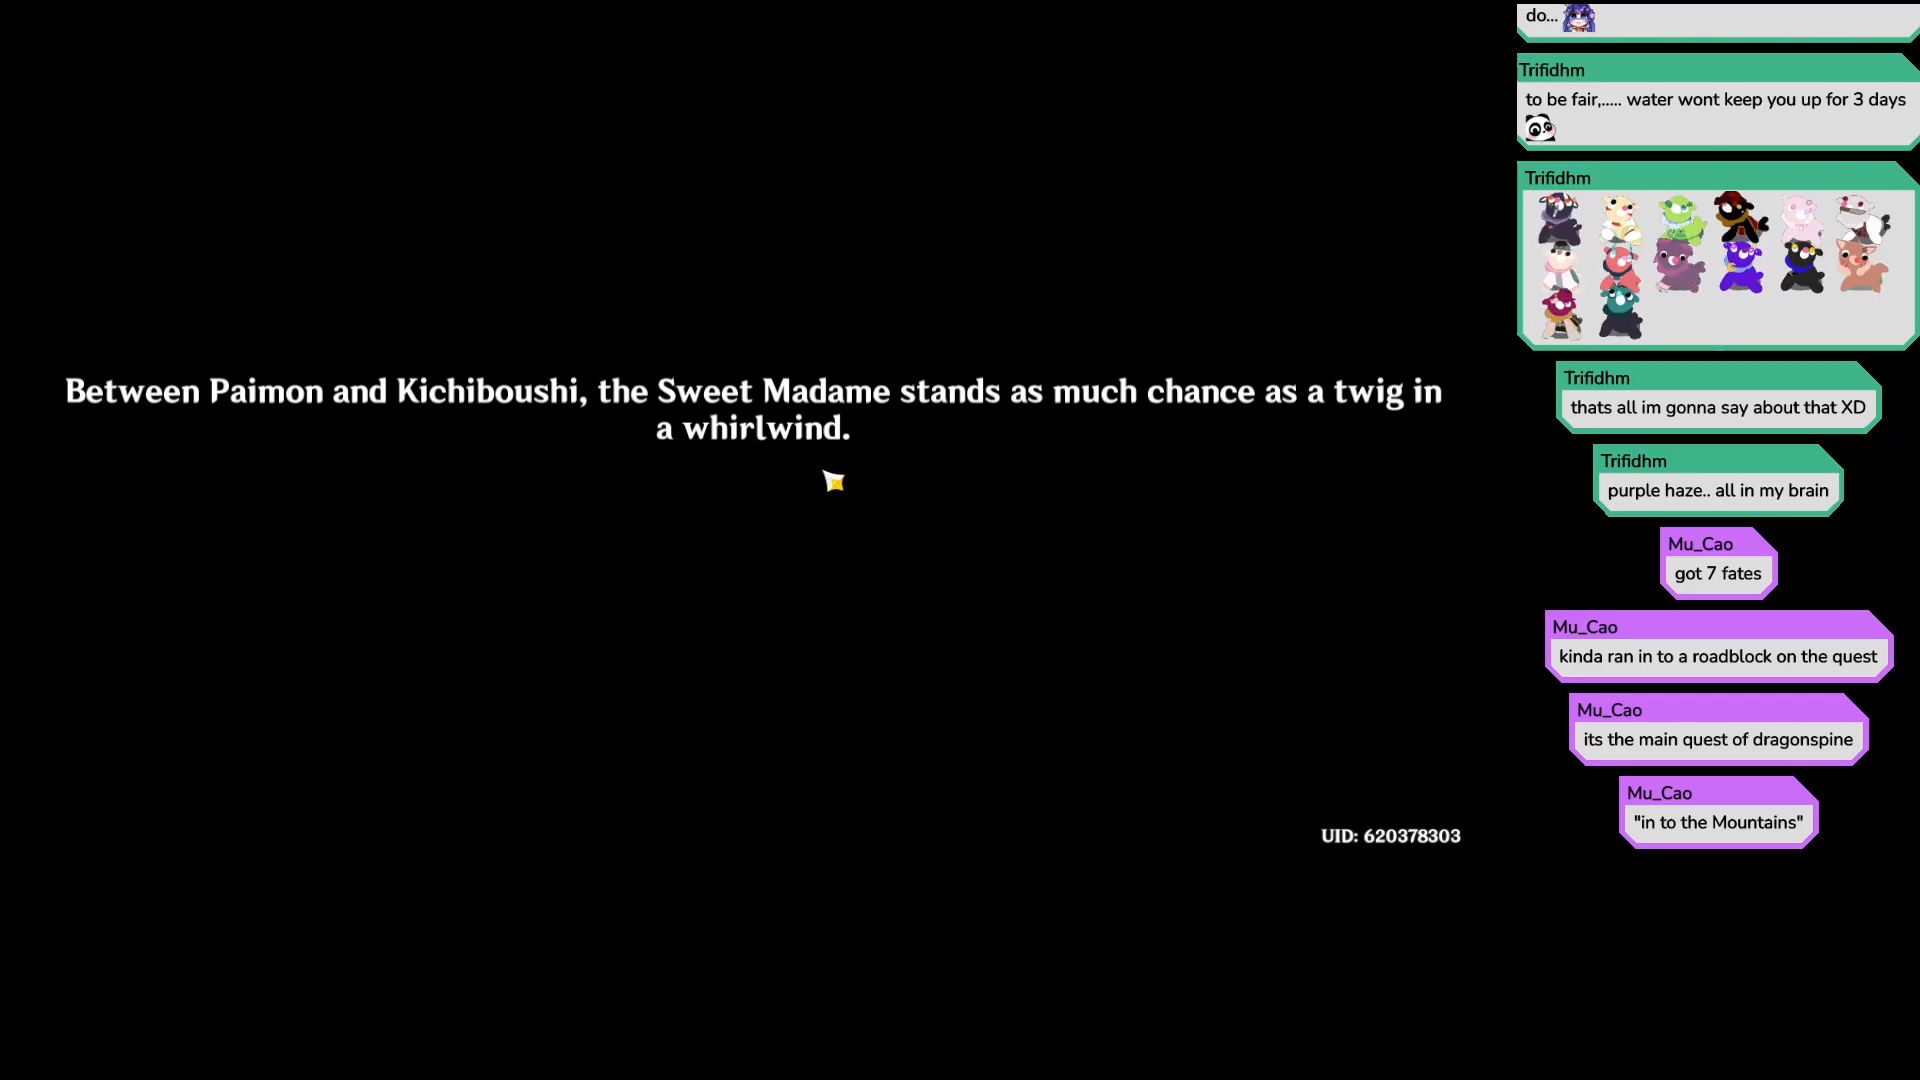 Between Paimon and Kichiboushi, the Sweet Madame stands as much chance as a twig in
a whirlwind.
UID: 620378303
do...
Trifidhm
to be fair,..... water wont keep you up for 3 days
Trifidhm
Trifidhm
thats all im gonna say about that XD
Trifidhm
purple haze.. all in my brain
Mu_Cao
got 7 fates
Mu_Cao
kinda ran in to a roadblock on the quest
Mu_Cao
its the main quest of dragonspine
Mu_Cao
"in to the Mountains"